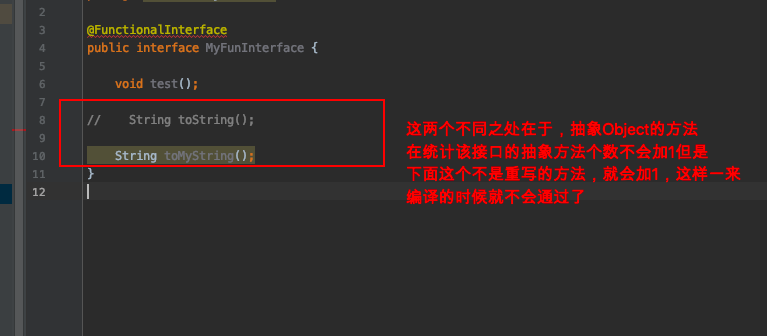 2
3 @FunctionalInterface
4 public interface MyFunInterface {
5
6 void test();
7
8 // String toString();
9
10 String toMyString();
11 }
12
这两个不同之处在于，抽象Object的方法
在统计该接口的抽象方法个数不会加1但是
下面这个不是重写的方法，就会加1，这样一来
编译的时候就不会通过了